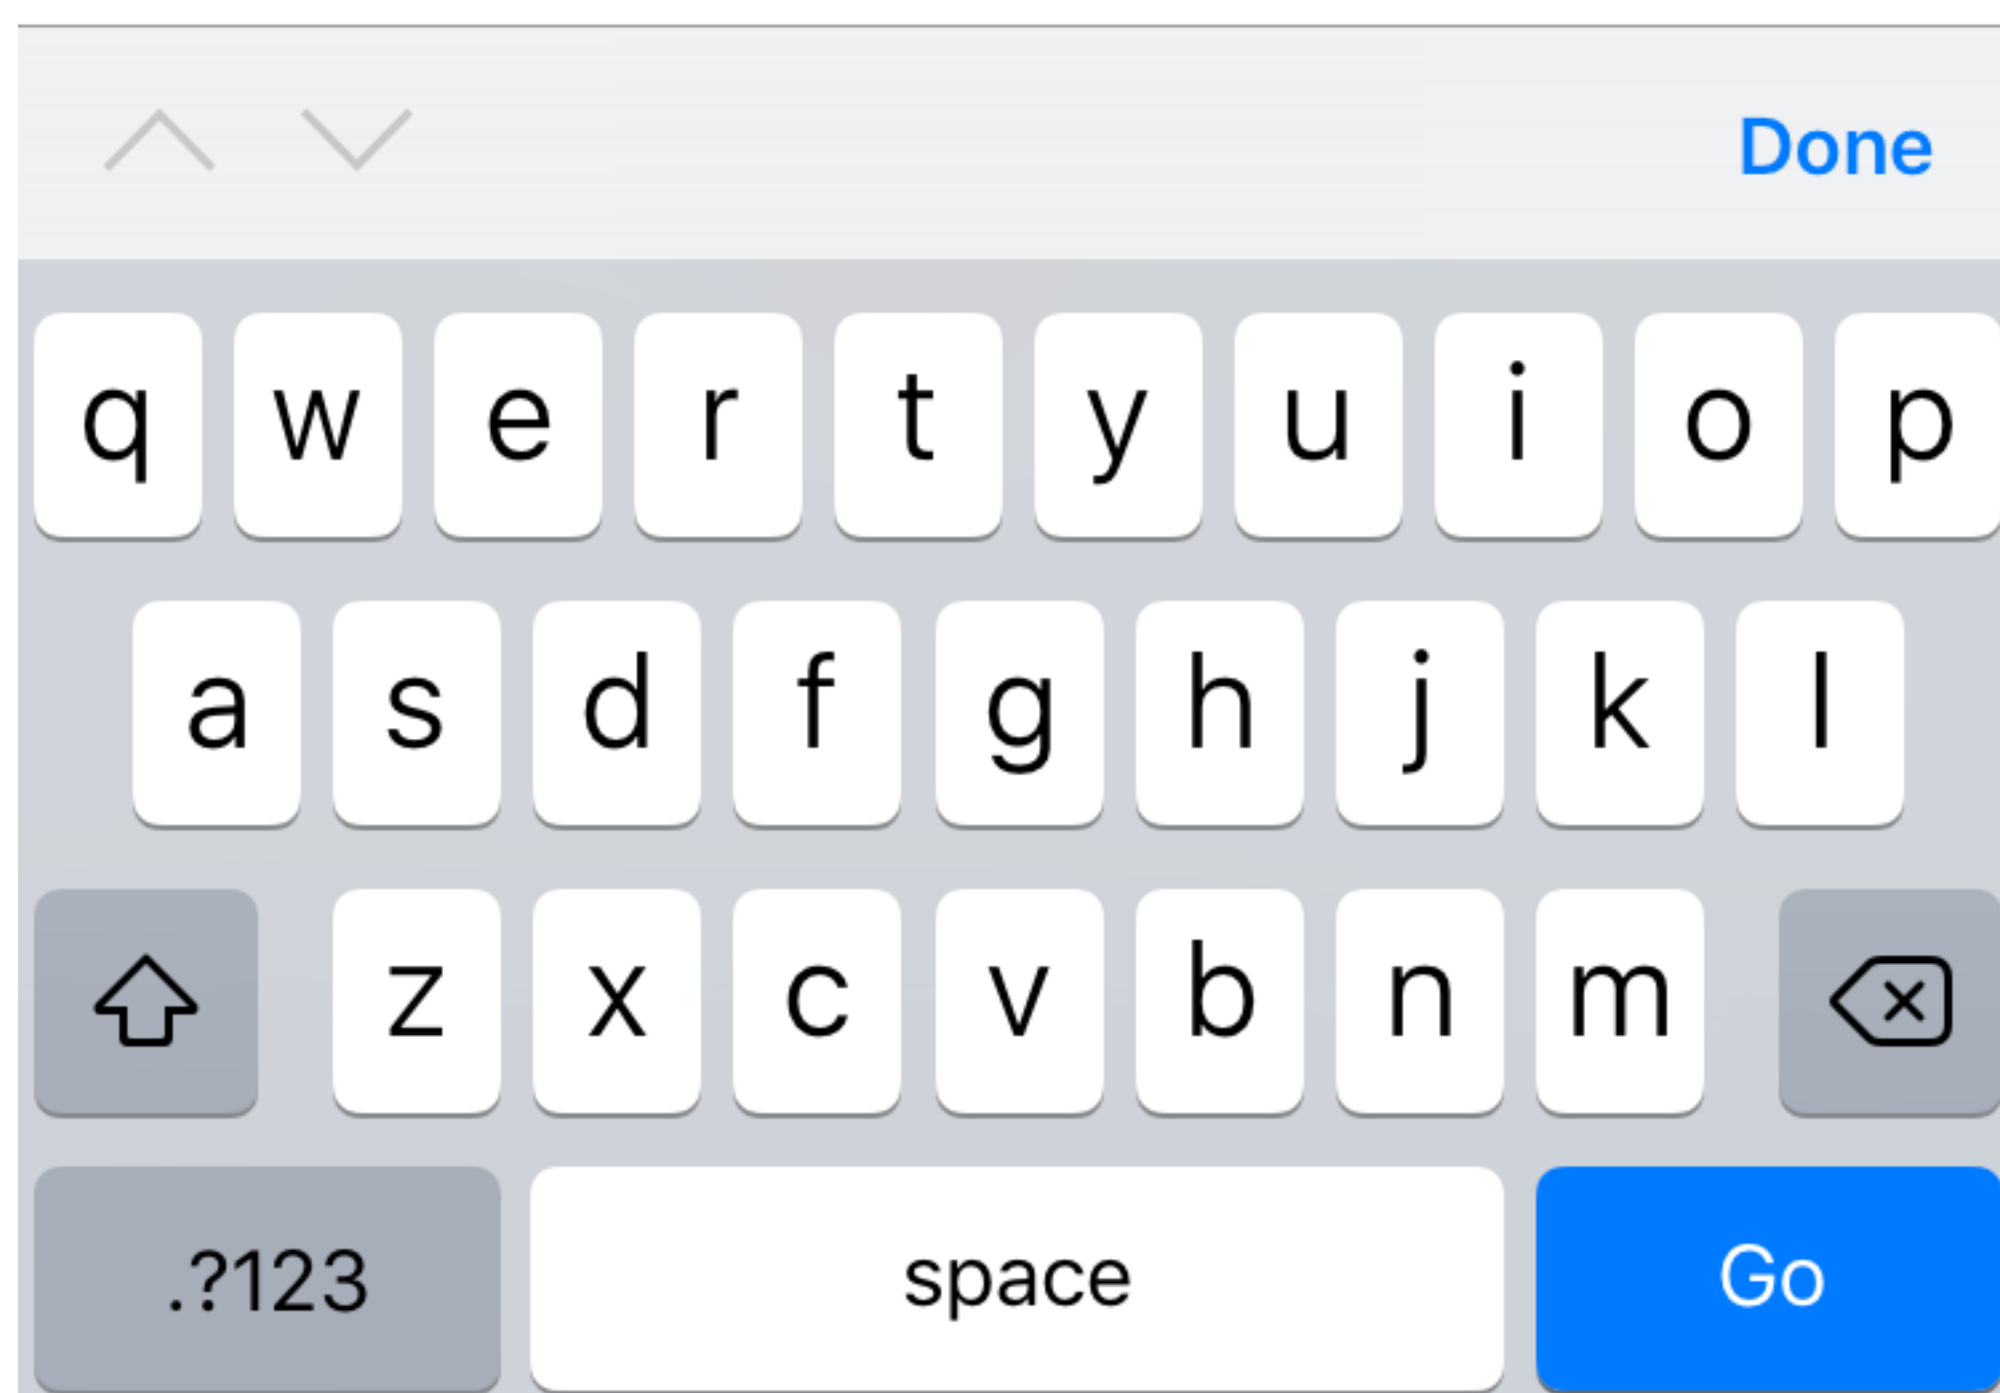 Done
q w e r t y u i o p
a s d f g h j k l
z x c v b n m
.?123 space Go